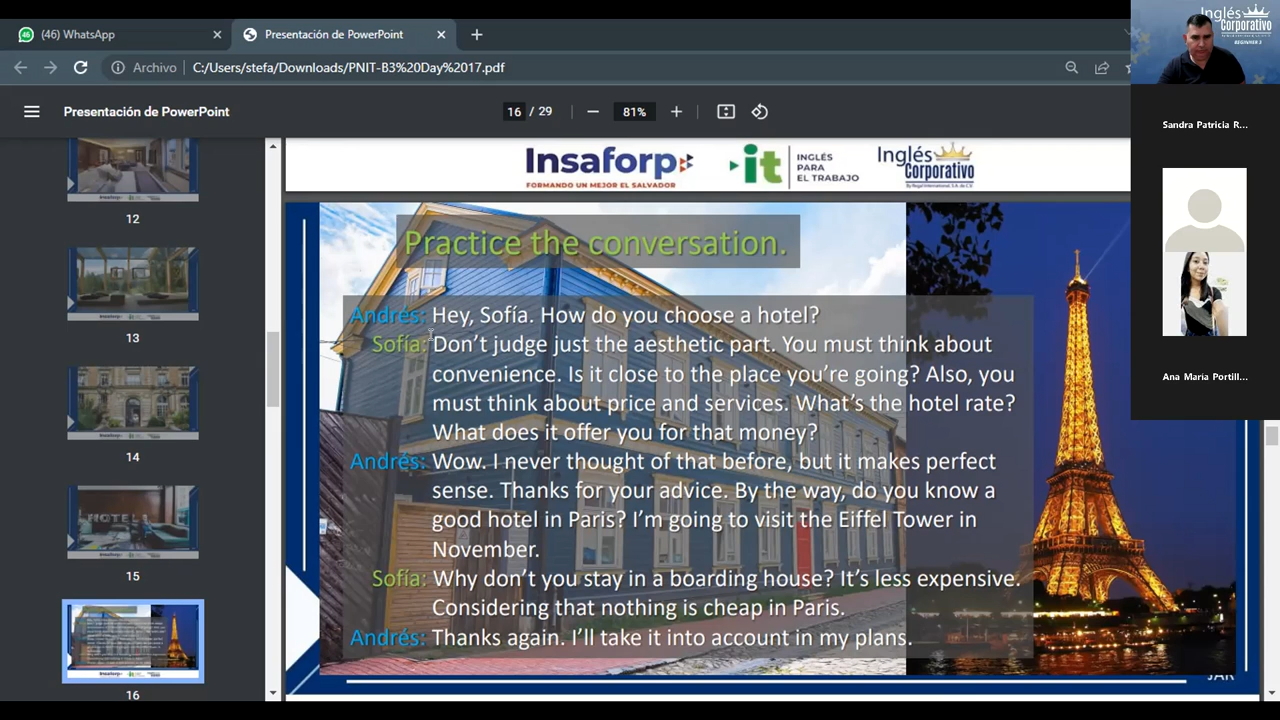 (46) WhatsApp
Presentación de PowerPoint
Archivo C:/Users/stefa/Downloads/PNIT-B3%20Day%2017.pdf
Presentación de PowerPoint
16 / 29
81%
12
13
14
HOTEL
15
16
Insaforp
FORMANDO UN MEJOR EL SALVADOR
it
INGLÉS
PARA
EL TRABAJO
Inglés
Corporativo
Practice the conversation.
Andrés: Hey, Sofía. How do you choose a hotel?
Sofía: Don't judge just the aesthetic part. You must think about
convenience. Is it close to the place you're going? Also, you
must think about price and services. What's the hotel rate?
What does it offer you for that money?
Andrés: Wow. I never thought of that before, but it makes perfect
sense. Thanks for your advice. By the way, do you know a
good hotel in Paris? I'm going to visit the Eiffel Tower in
November.
Sofía: Why don't you stay in a boarding house? It's less expensive.
Considering that nothing is cheap in Paris.
Andrés: Thanks again. I'll take it into account in my plans.
Inglés
Corporativo
BEGINNER 3
Sandra Patricia R...
Ana Maria Portill...